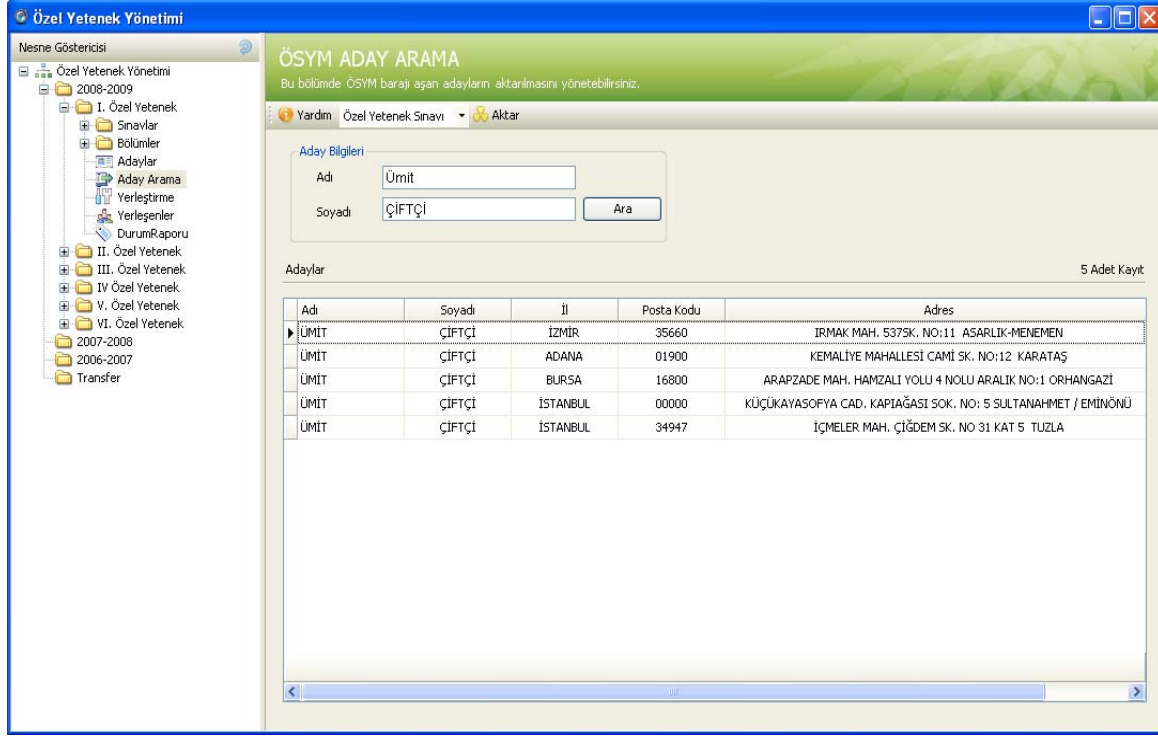 Özel Yetenek Yönetimi
Nesne Göstericisi
Özel Yetenek Yönetimi
2008-2009
I. Özel Yetenek
Sınavlar
Bölümler
Adaylar
Aday Arama
Yerleştirme
Yerleşenler
DurumRaporu
II. Özel Yetenek
III. Özel Yetenek
IV Özel Yetenek
V. Özel Yetenek
VI. Özel Yetenek
2007-2008
2006-2007
Transfer
ÖSYM ADAY ARAMA
Bu bölümde ÖSYM barajı aşan adayların aktarılmasını yönetebilirsiniz.
Yardım Özel Yetenek Sınavı Aktar
Aday Bilgileri
Adı Ümit
Soyadı ÇİFTÇİ Ara
Adaylar 5 Adet Kayıt
Adı Soyadı İl Posta Kodu Adres
ÜMİT ÇİFTÇİ İZMİR 35660 IRMAK MAH. 537SK. NO:11 ASARLIK-MENEMEN
ÜMİT ÇİFTÇİ ADANA 01900 KEMALİYE MAHALLESİ CAMİ SK. NO:12 KARATAŞ
ÜMİT ÇİFTÇİ BURSA 16800 ARAPZADE MAH. HAMZALI YOLU 4 NOLU ARALIK NO:1 ORHANGAZİ
ÜMİT ÇİFTÇİ İSTANBUL 00000 KÜÇÜKAYASOFYA CAD. KAPIAĞASI SOK. NO: 5 SULTANAHMET / EMİNÖNÜ
ÜMİT ÇİFTÇİ İSTANBUL 34947 İÇMELER MAH. ÇİĞDEM SK. NO 31 KAT 5 TUZLA